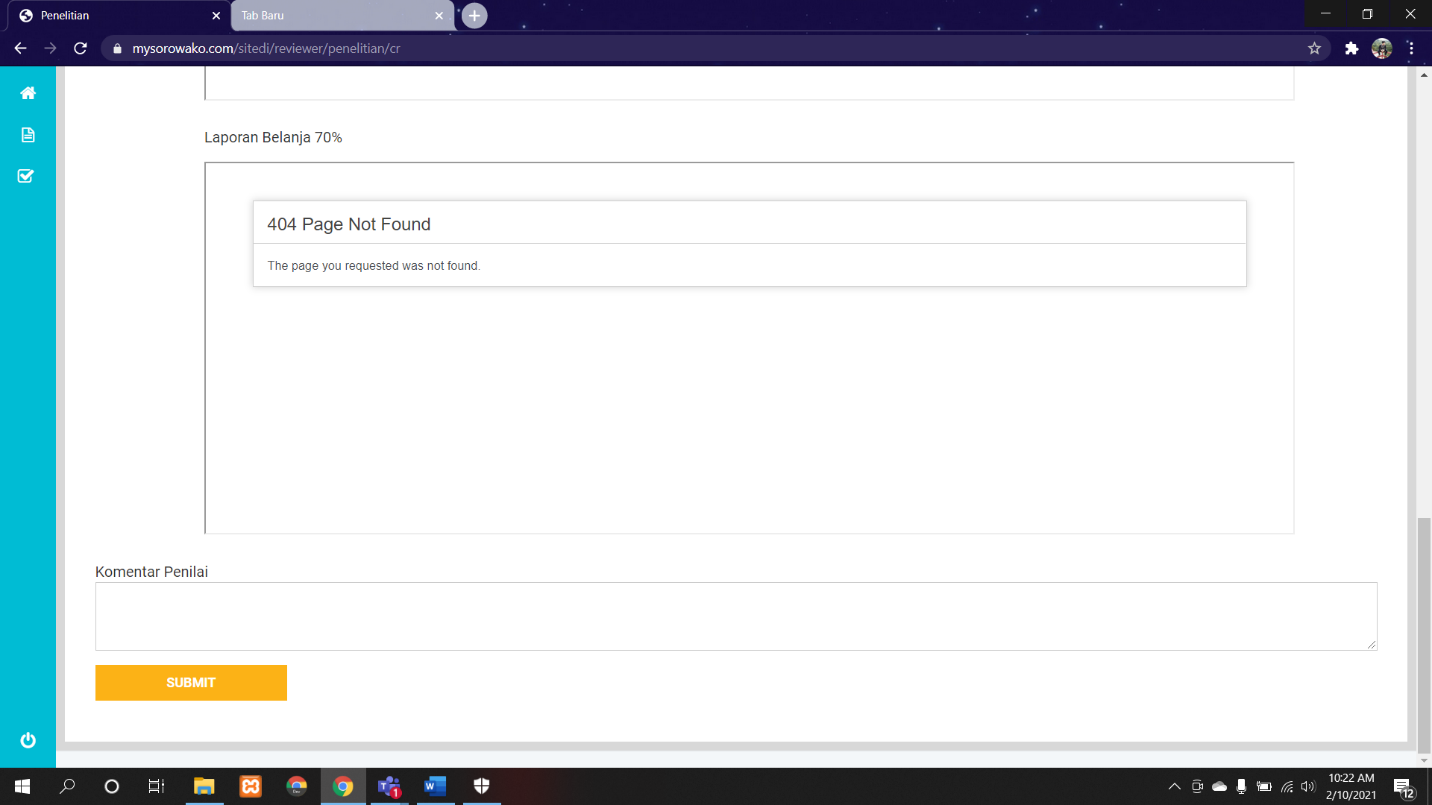 Penelitian
Tab Baru
mysorowako.com/sitedi/reviewer/penelitian/cr
Laporan Belanja 70%
404 Page Not Found
The page you requested was not found.
Komentar Penilai
SUBMIT
10:22 AM
2/10/2021
1
12